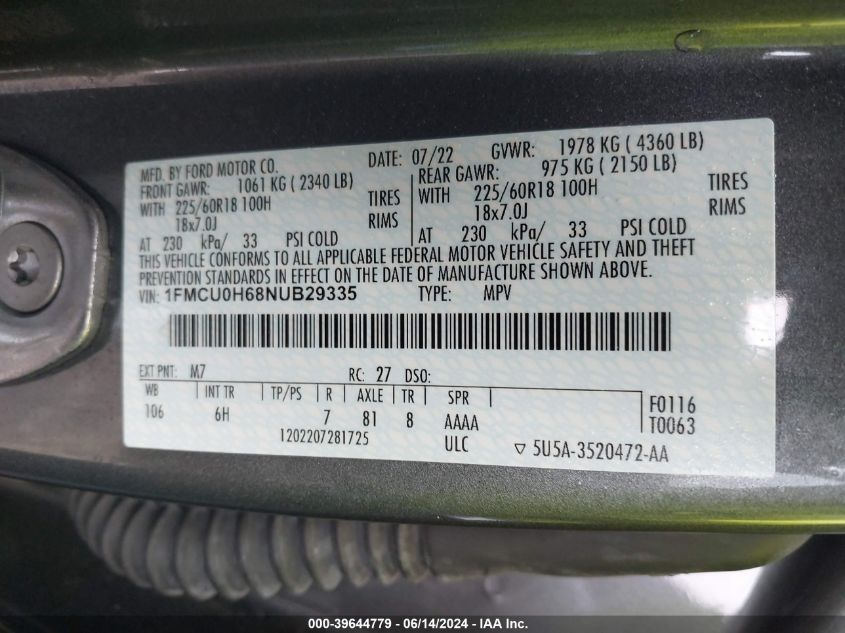 MFD. BY FORD MOTOR CO. DATE: 07/22 GVWR: 1978 KG ( 4360 LB)
FRONT GAWR: 1061 KG ( 2340 LB) REAR GAWR: 975 KG ( 2150 LB)
WITH 225/60R18 100H TIRES WITH 225/60R18 100H TIRES
18x7.0J RIMS 18x7.0J RIMS
AT 230 kPa/ 33 PSI COLD AT 230 kPa/ 33 PSI COLD
THIS VEHICLE CONFORMS TO ALL APPLICABLE FEDERAL MOTOR VEHICLE SAFETY AND THEFT
PREVENTION STANDARDS IN EFFECT ON THE DATE OF MANUFACTURE SHOWN ABOVE.
VIN: 1FMCU0H68NUB29335 TYPE: MPV
EXT PNT: M7 RC: 27 DSO:
WB INT TR TP/PS R AXLE TR SPR
106 6H 7 81 8 AAAA F0116
1202207281725 ULC T0063
▽ 5U5A-3520472-AA
000-39644779 - 06/14/2024 - IAA Inc.